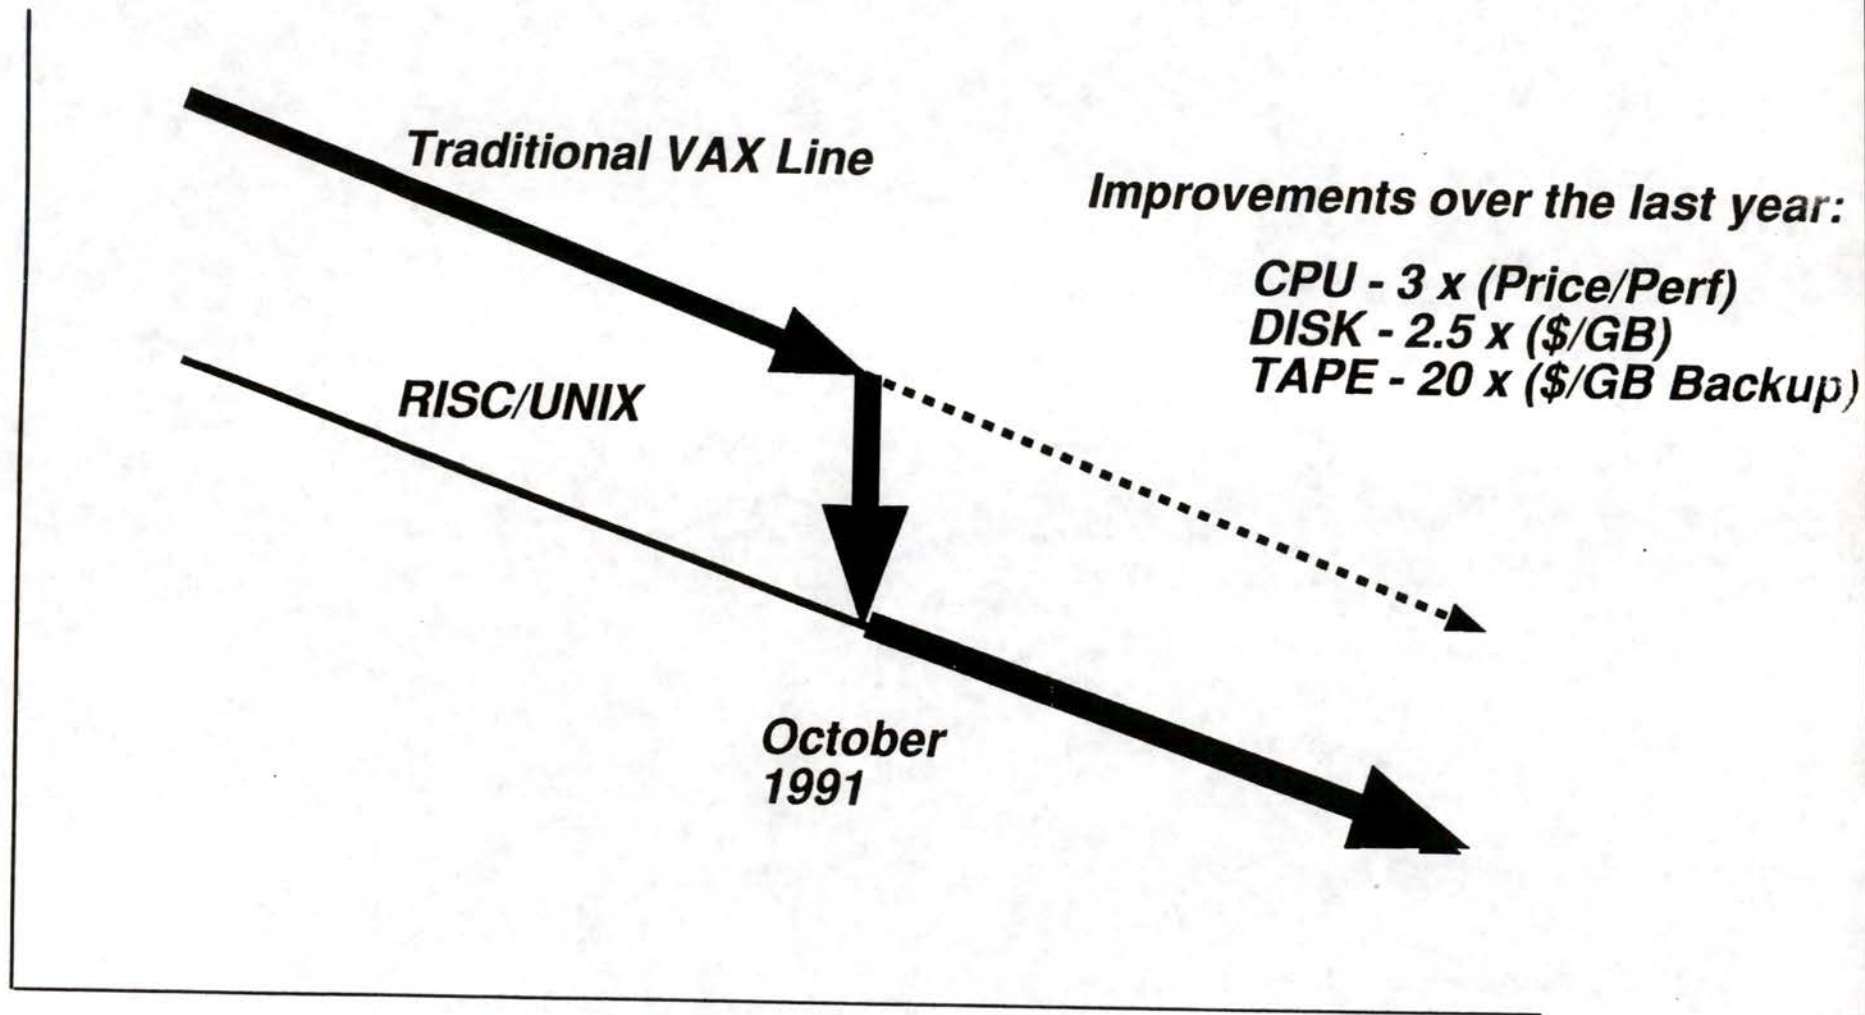 Traditional VAX Line
Improvements over the last year:
CPU - 3 x (Price/Perf)
DISK - 2.5 x ($/GB)
TAPE - 20 x ($/GB Backup)
RISC/UNIX
October
1991